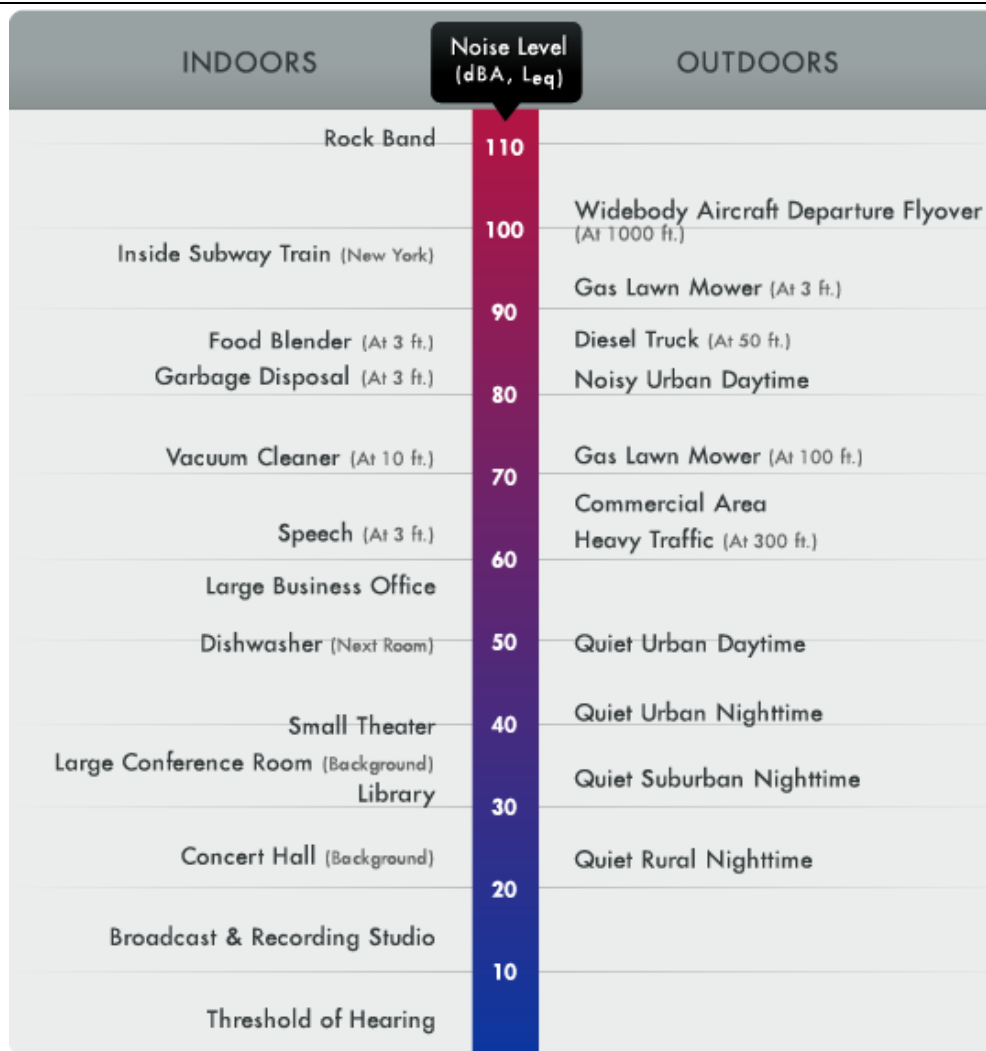 INDOORS
Noise Level
(dBA, Leq)
OUTDOORS
Rock Band
110
Widebody Aircraft Departure Flyover
(At 1000 ft.)
100
Inside Subway Train (New York)
Gas Lawn Mower (At 3 ft.)
90
Food Blender (At 3 ft.)
Diesel Truck (At 50 ft.)
Garbage Disposal (At 3 ft.)
Noisy Urban Daytime
80
Vacuum Cleaner (At 10 ft.)
Gas Lawn Mower (At 100 ft.)
70
Commercial Area
Speech (At 3 ft.)
Heavy Traffic (At 300 ft.)
60
Large Business Office
Dishwasher (Next Room)
50
Quiet Urban Daytime
Quiet Urban Nighttime
Small Theater
40
Large Conference Room (Background)
Quiet Suburban Nighttime
Library
30
Concert Hall (Background)
Quiet Rural Nighttime
20
Broadcast & Recording Studio
10
Threshold of Hearing